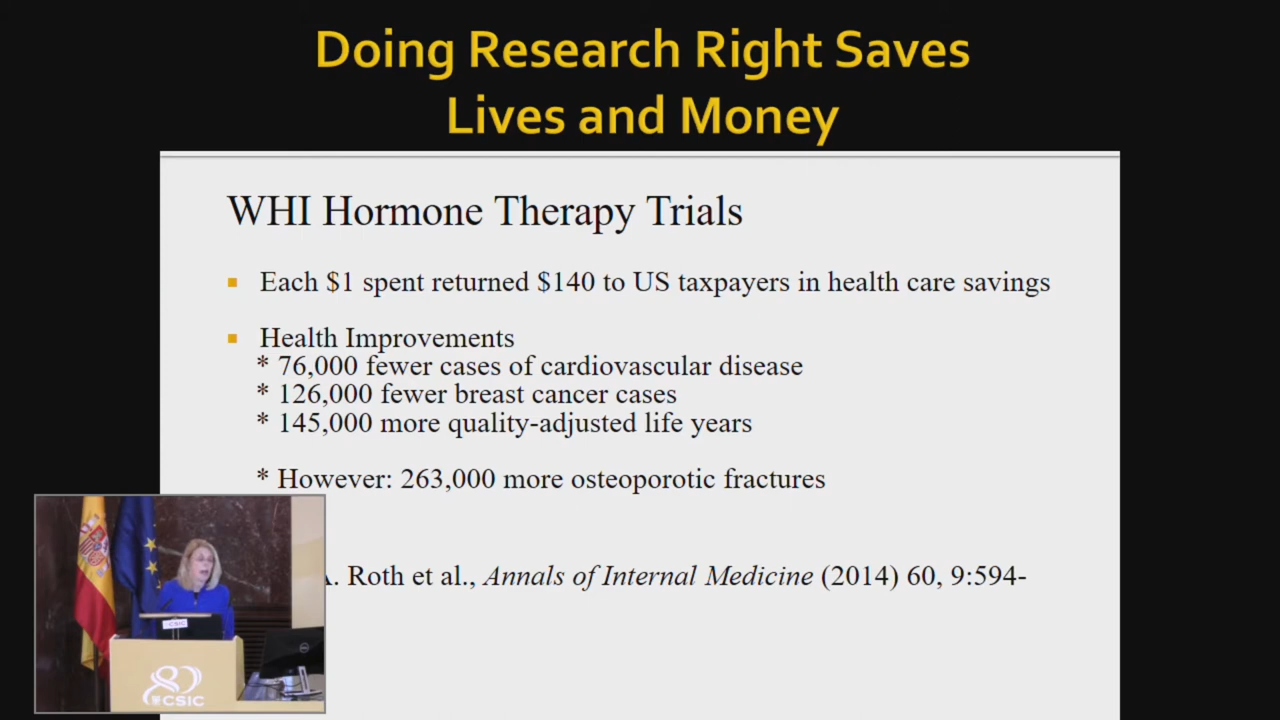 Doing Research Right Saves
Lives and Money
WHI Hormone Therapy Trials
Each $1 spent returned $140 to US taxpayers in health care savings
Health Improvements
* 76,000 fewer cases of cardiovascular disease
* 126,000 fewer breast cancer cases
* 145,000 more quality-adjusted life years
* However: 263,000 more osteoporotic fractures
A. Roth et al., Annals of Internal Medicine (2014) 60, 9:594-
CSIC
80
CSIC